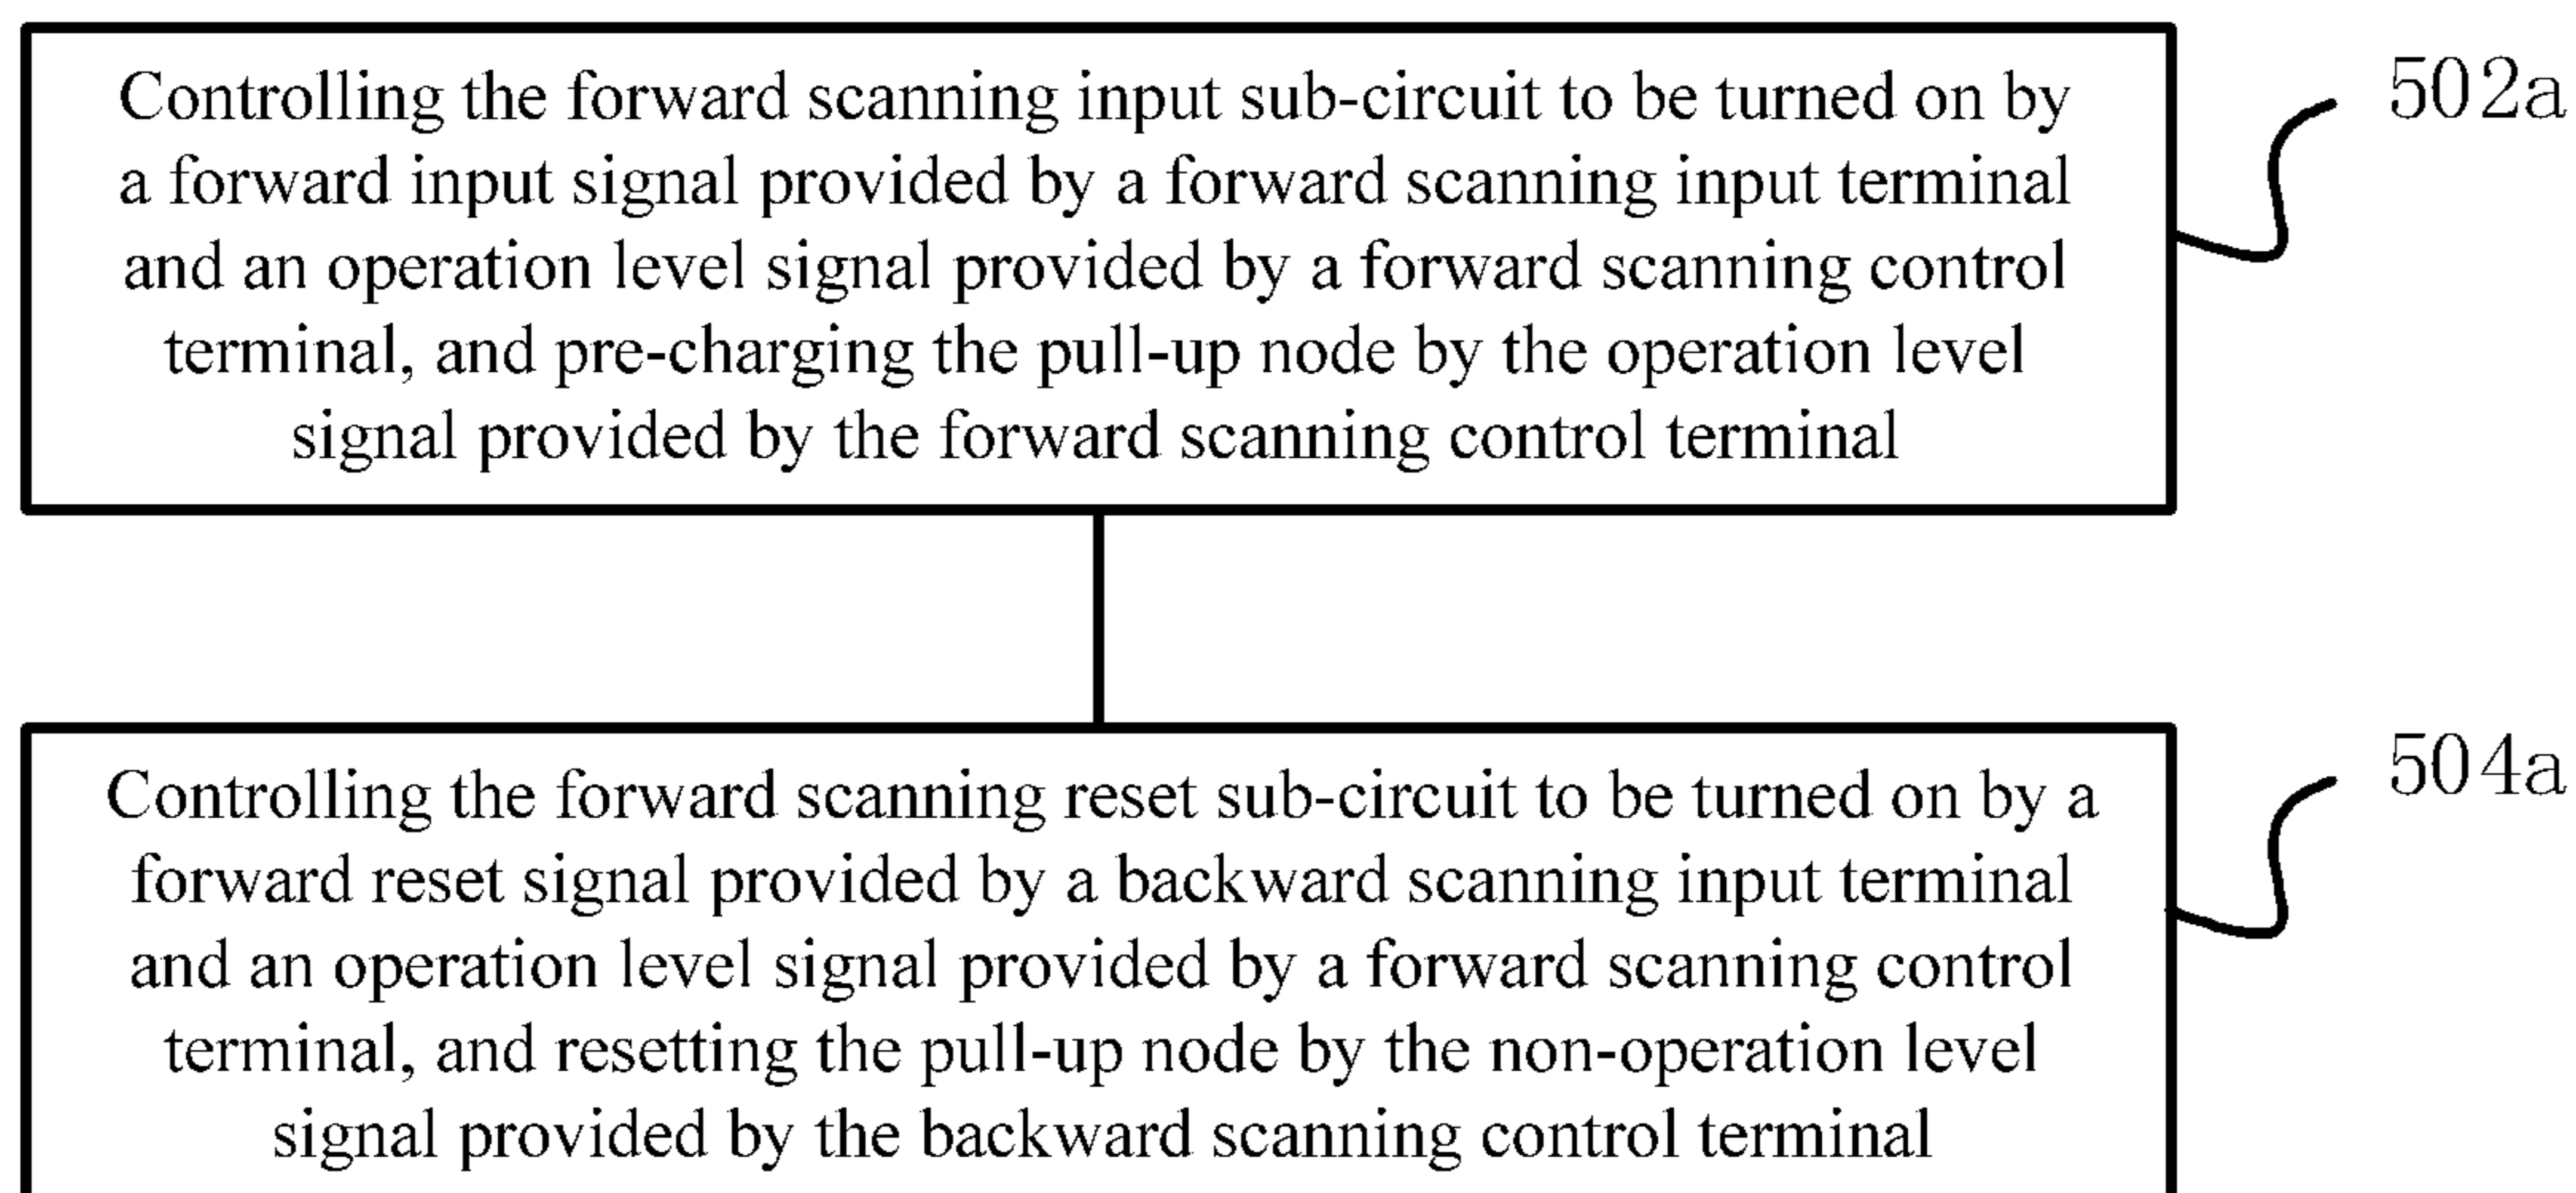 Controlling the forward scanning input sub-circuit to be turned on by
a forward input signal provided by a forward scanning input terminal
and an operation level signal provided by a forward scanning control
terminal, and pre-charging the pull-up node by the operation level
signal provided by the forward scanning control terminal
502a
Controlling the forward scanning reset sub-circuit to be turned on by a
forward reset signal provided by a backward scanning input terminal
and an operation level signal provided by a forward scanning control
terminal, and resetting the pull-up node by the non-operation level
signal provided by the backward scanning control terminal
504a